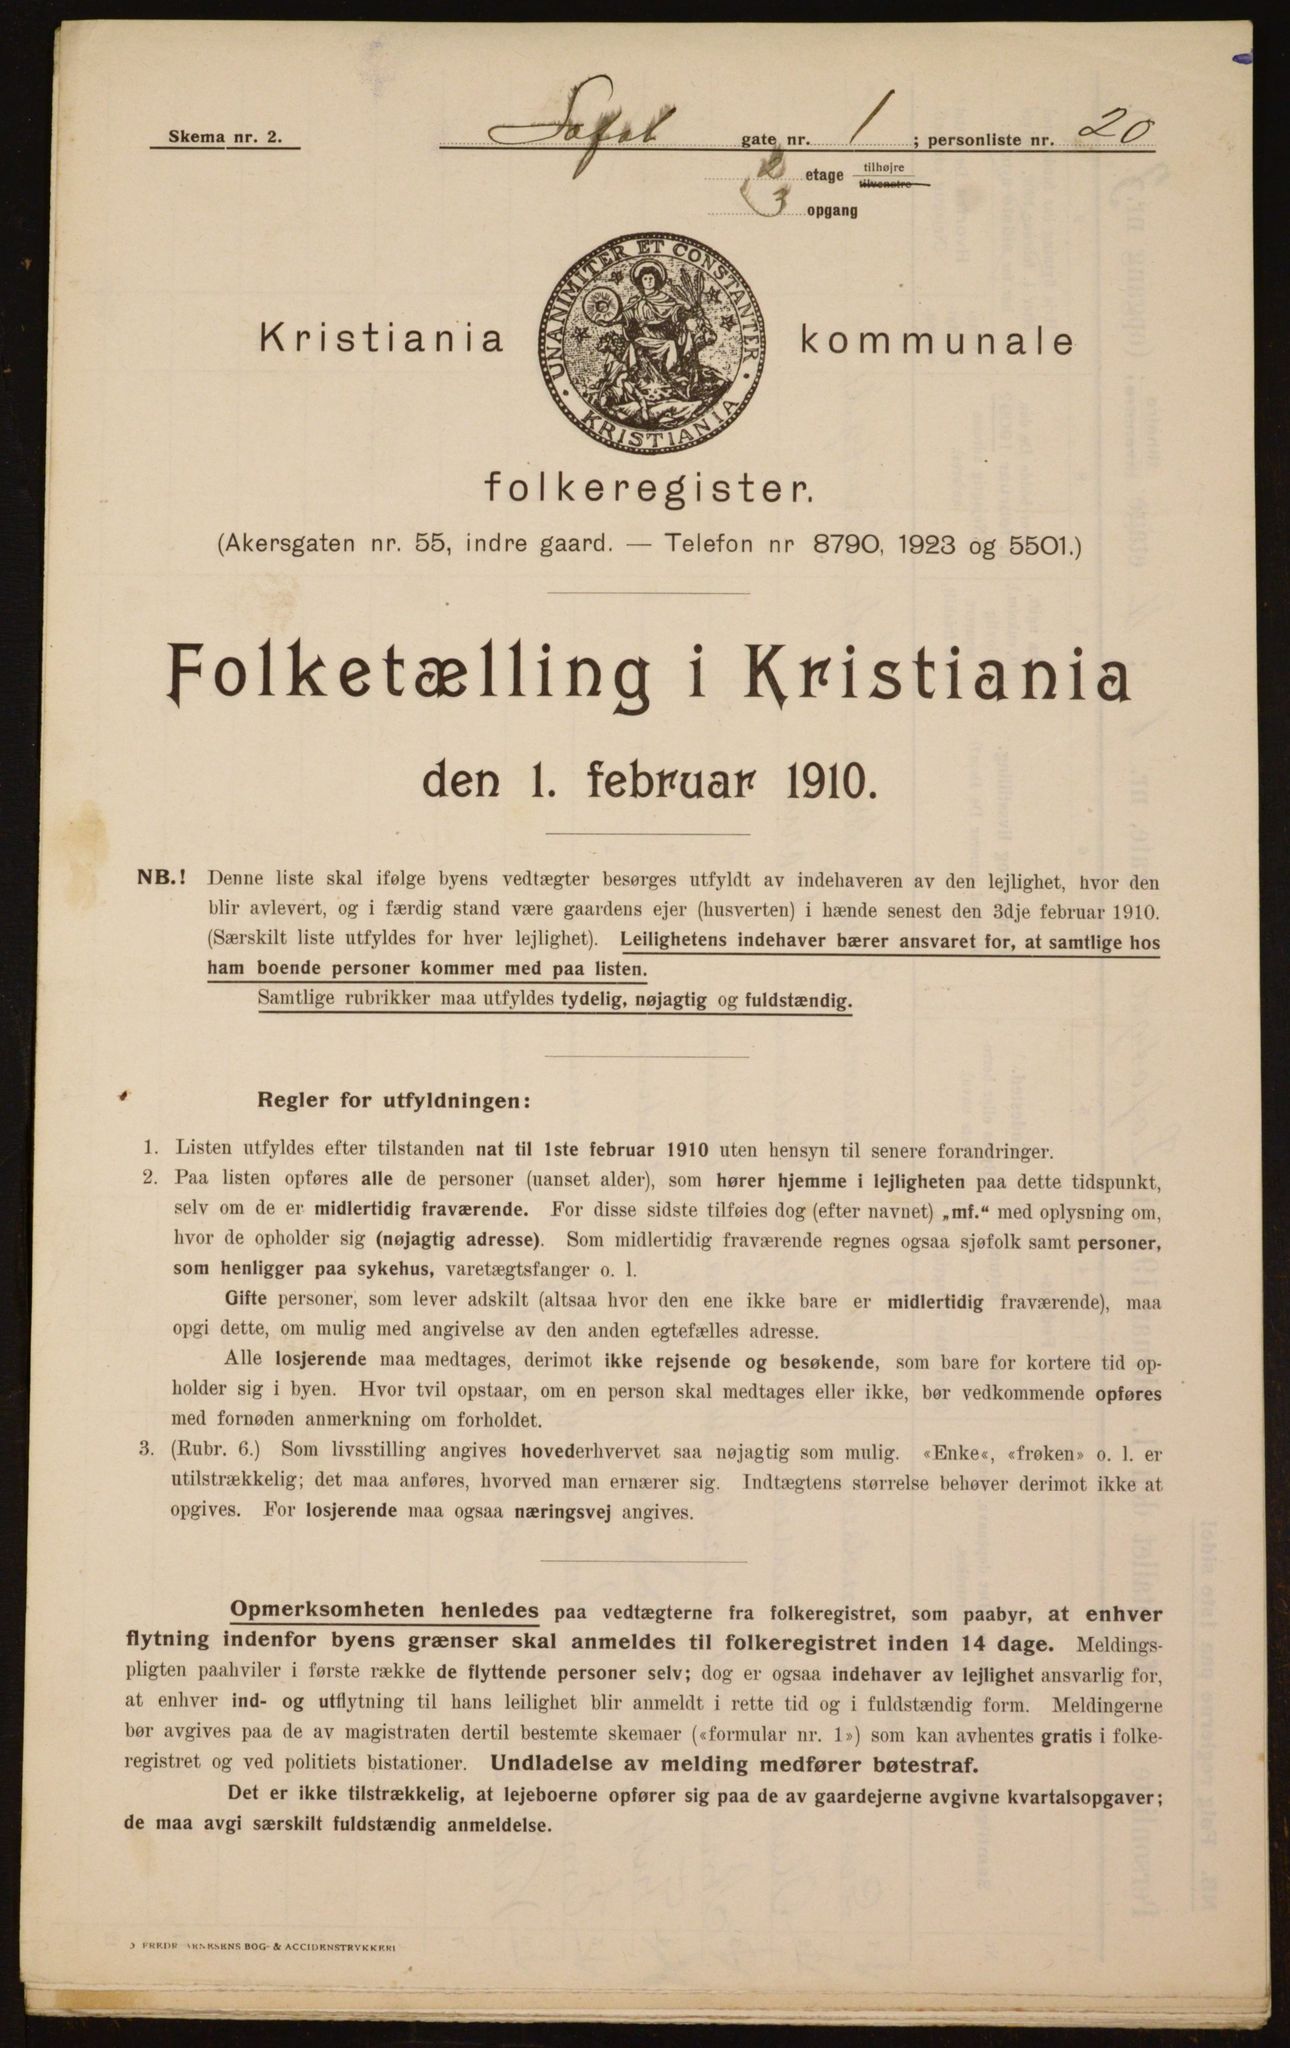 Skema nr. 2.
gate nr. 1 ; personliste nr. 20
2 etage tilhøjre
tilvenstre
3 opgang
UNANIMITER ET CONSTANTER
KRISTIANIA
Kristiania kommunale
folkeregister.
(Akersgaten nr. 55, indre gaard. — Telefon nr 8790, 1923 og 5501.)
Folketælling i Kristiania
den 1. februar 1910.
NB.! Denne liste skal ifølge byens vedtægter besørges utfyldt av indehaveren av den lejlighet, hvor den
blir avlevert, og i færdig stand være gaardens ejer (husverten) i hænde senest den 3dje februar 1910.
(Særskilt liste utfyldes for hver lejlighet). Leilighetens indehaver bærer ansvaret for, at samtlige hos
ham boende personer kommer med paa listen.
Samtlige rubrikker maa utfyldes tydelig, nøjagtig og fuldstændig.
Regler for utfyldningen:
1. Listen utfyldes efter tilstanden nat til 1ste februar 1910 uten hensyn til senere forandringer.
2. Paa listen opføres alle de personer (uanset alder), som hører hjemme i lejligheten paa dette tidspunkt,
selv om de er midlertidig fraværende. For disse sidste tilføies dog (efter navnet) „mf.“ med oplysning om,
hvor de opholder sig (nøjagtig adresse). Som midlertidig fraværende regnes ogsaa sjøfolk samt personer,
som henligger paa sykehus, varetægtsfanger o. l.
Gifte personer, som lever adskilt (altsaa hvor den ene ikke bare er midlertidig fraværende), maa
opgi dette, om mulig med angivelse av den anden egtefælles adresse.
Alle losjerende maa medtages, derimot ikke rejsende og besøkende, som bare for kortere tid op-
holder sig i byen. Hvor tvil opstaar, om en person skal medtages eller ikke, bør vedkommende opføres
med fornøden anmerkning om forholdet.
3. (Rubr. 6.) Som livsstilling angives hovederhvervet saa nøjagtig som mulig. «Enke«, «frøken» o. l. er
utilstrækkelig; det maa anføres, hvorved man ernærer sig. Indtægtens størrelse behøver derimot ikke at
opgives. For losjerende maa ogsaa næringsvej angives.
Opmerksomheten henledes paa vedtægterne fra folkeregistret, som paabyr, at enhver
flytning indenfor byens grænser skal anmeldes til folkeregistret inden 14 dage. Meldings-
pligten paahviler i første række de flyttende personer selv; dog er ogsaa indehaver av lejlighet ansvarlig for,
at enhver ind- og utflytning til hans leilighet blir anmeldt i rette tid og i fuldstændig form. Meldingerne
bør avgives paa de av magistraten dertil bestemte skemaer («formular nr. 1») som kan avhentes gratis i folke-
registret og ved politiets bistationer. Undladelse av melding medfører bøtestraf.
Det er ikke tilstrækkelig, at lejeboerne opfører sig paa de av gaardejerne avgivne kvartalsopgaver;
de maa avgi særskilt fuldstændig anmeldelse.
BOG- & ACCIDENSTRYKKERI